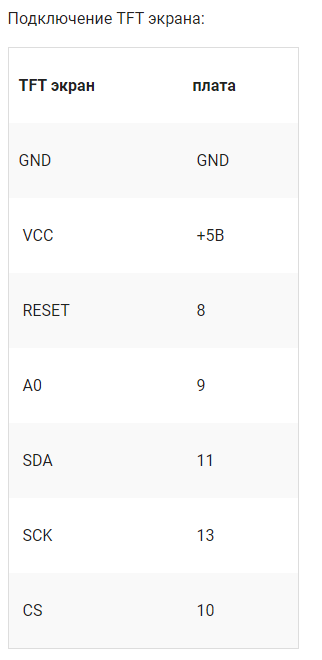 Подключение TFT экрана:
TFT экран плата
GND GND
VCC +5В
RESET 8
A0 9
SDA 11
SCK 13
CS 10